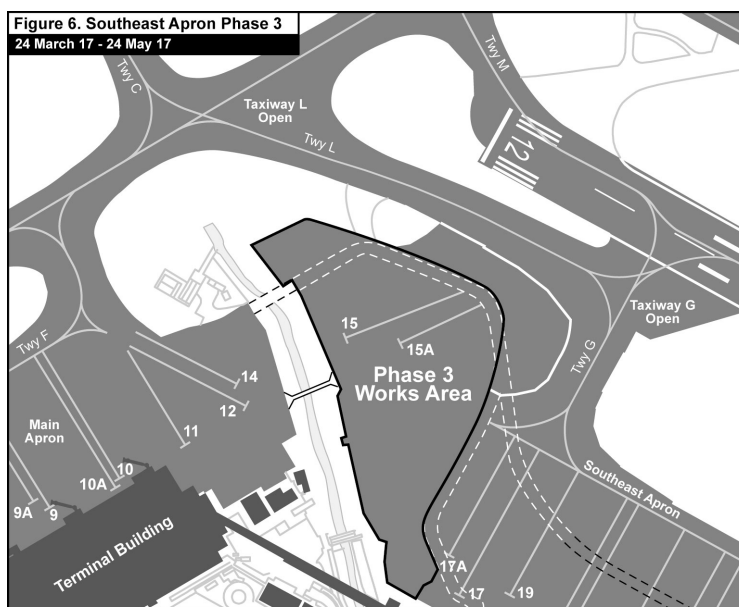 Figure 6. Southeast Apron Phase 3
24 March 17 - 24 May 17
Twy C
Twy M
Taxiway L
Open
Twy L
12
Taxiway G
Open
Twy G
Twy F
15
15A
Phase 3
Works Area
14
12
11
Main
Apron
10
10A
9A
9
Terminal Building
Southeast Apron
17A
17
19